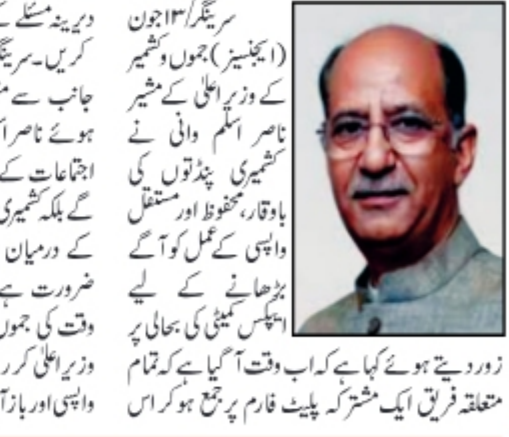 سرینگر/۱۳جون
(ایجنسیز)جموں وکشمیر
کے وزیر اعلیٰ کے مشیر
ناصر اسلم وانی نے
کشمیری پنڈتوں کی
باوقار،محفوظ اور مستقل
واپسی کے عمل کو آگے
بڑھانے کے لیے
ایپکس کمیٹی کی بحالی پر
زور دیتے ہوئے کہا ہے کہ اب وقت آ گیا ہے کہ تمام
متعلقہ فریق ایک مشترکہ پلیٹ فارم پر جمع ہو کر اس
دیرینہ مسئلے
کریں۔سرینگ
جانب سے
ہوئے ناصر ا
اجتماعات کے
گے بلکہ کشمیری
کے درمیان
ضرورت ہے
وقت کی جموں
وزیر اعلیٰ کر ر
واپسی اور باز آ